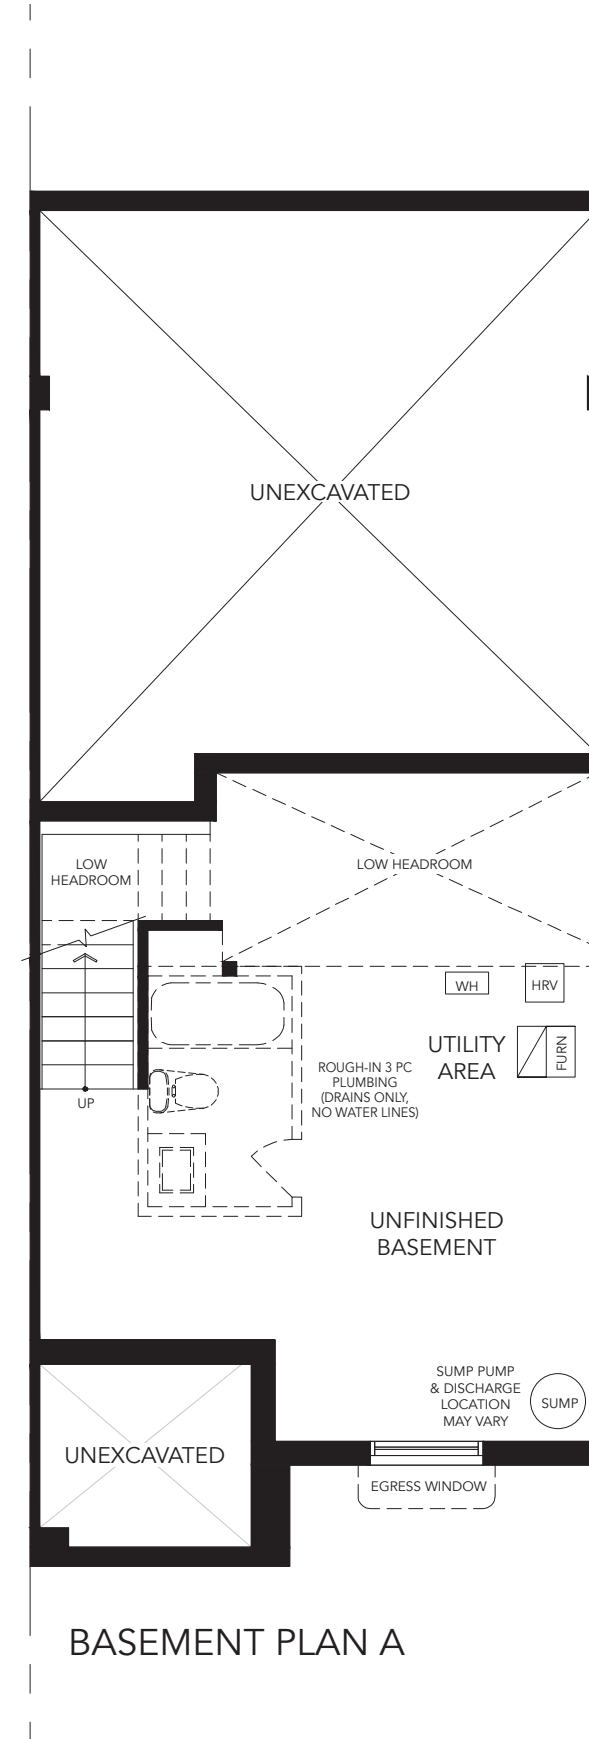 UNEXCAVATED
LOW
HEADROOM
LOW HEADROOM
WH
HRV
UTILITY
AREA
FURN
ROUGH-IN 3 PC
PLUMBING
(DRAINS ONLY,
NO WATER LINES)
UP
UNFINISHED
BASEMENT
SUMP PUMP
& DISCHARGE
LOCATION
MAY VARY
SUMP
UNEXCAVATED
EGRESS WINDOW
BASEMENT PLAN A